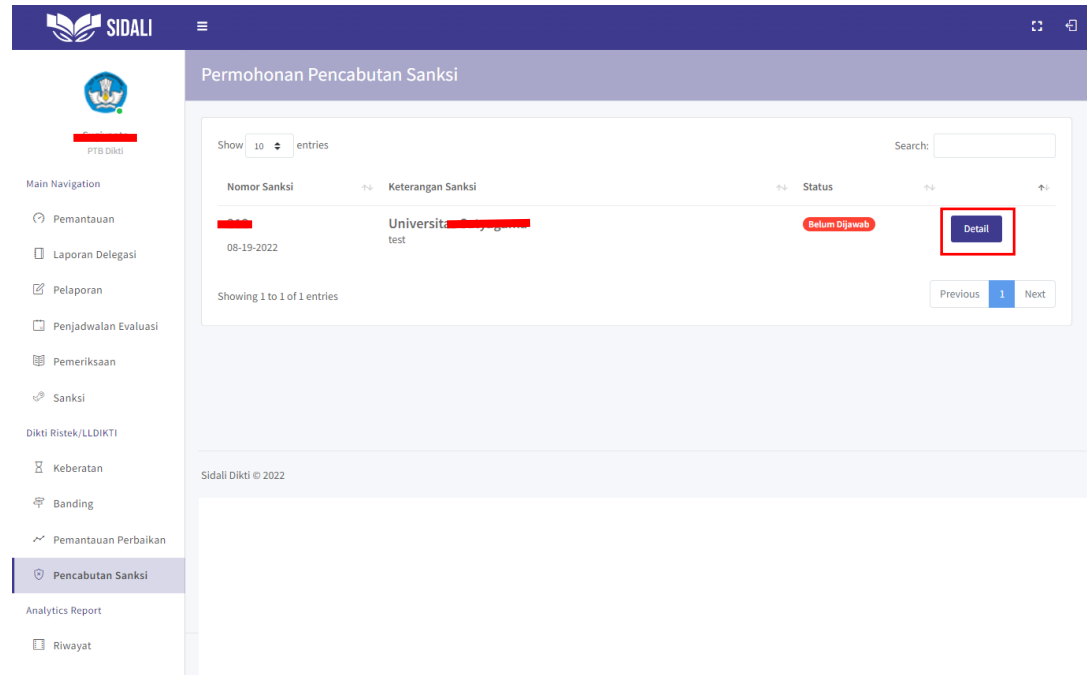 SIDALI
Permohonan Pencabutan Sanksi
PTB Dikti
Main Navigation
Pemantauan
Laporan Delegasi
Pelaporan
Penjadwalan Evaluasi
Pemeriksaan
Sanksi
Dikti Ristek/LLDIKTI
Keberatan
Banding
Pemantauan Perbaikan
Pencabutan Sanksi
Analytics Report
Riwayat
Show 10 entries
Search:
Nomor Sanksi Keterangan Sanksi Status
Belum Dijawab Detail
test
08-19-2022
Showing 1 to 1 of 1 entries
Previous 1 Next
Sidali Dikti © 2022